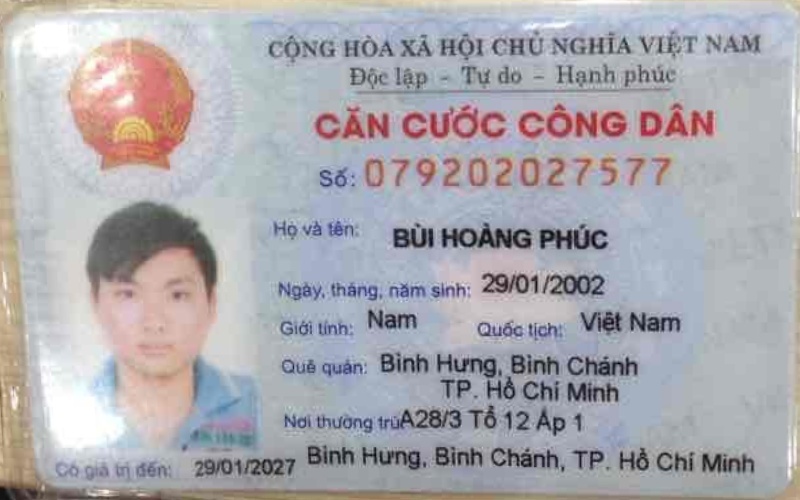 CỘNG HÒA XÃ HỘI CHỦ NGHĨA VIỆT NAM
Độc lập - Tự do - Hạnh phúc
CĂN CƯỚC CÔNG DÂN
Số: 079202027577
Họ và tên: BÙI HOÀNG PHÚC
Ngày, tháng, năm sinh: 29/01/2002
Giới tính: Nam Quốc tịch: Việt Nam
Quê quán: Bình Hưng, Bình Chánh
TP. Hồ Chí Minh
Nơi thường trú: A28/3 Tổ 12 Ấp 1
Bình Hưng, Bình Chánh, TP. Hồ Chí Minh
Có giá trị đến: 29/01/2027